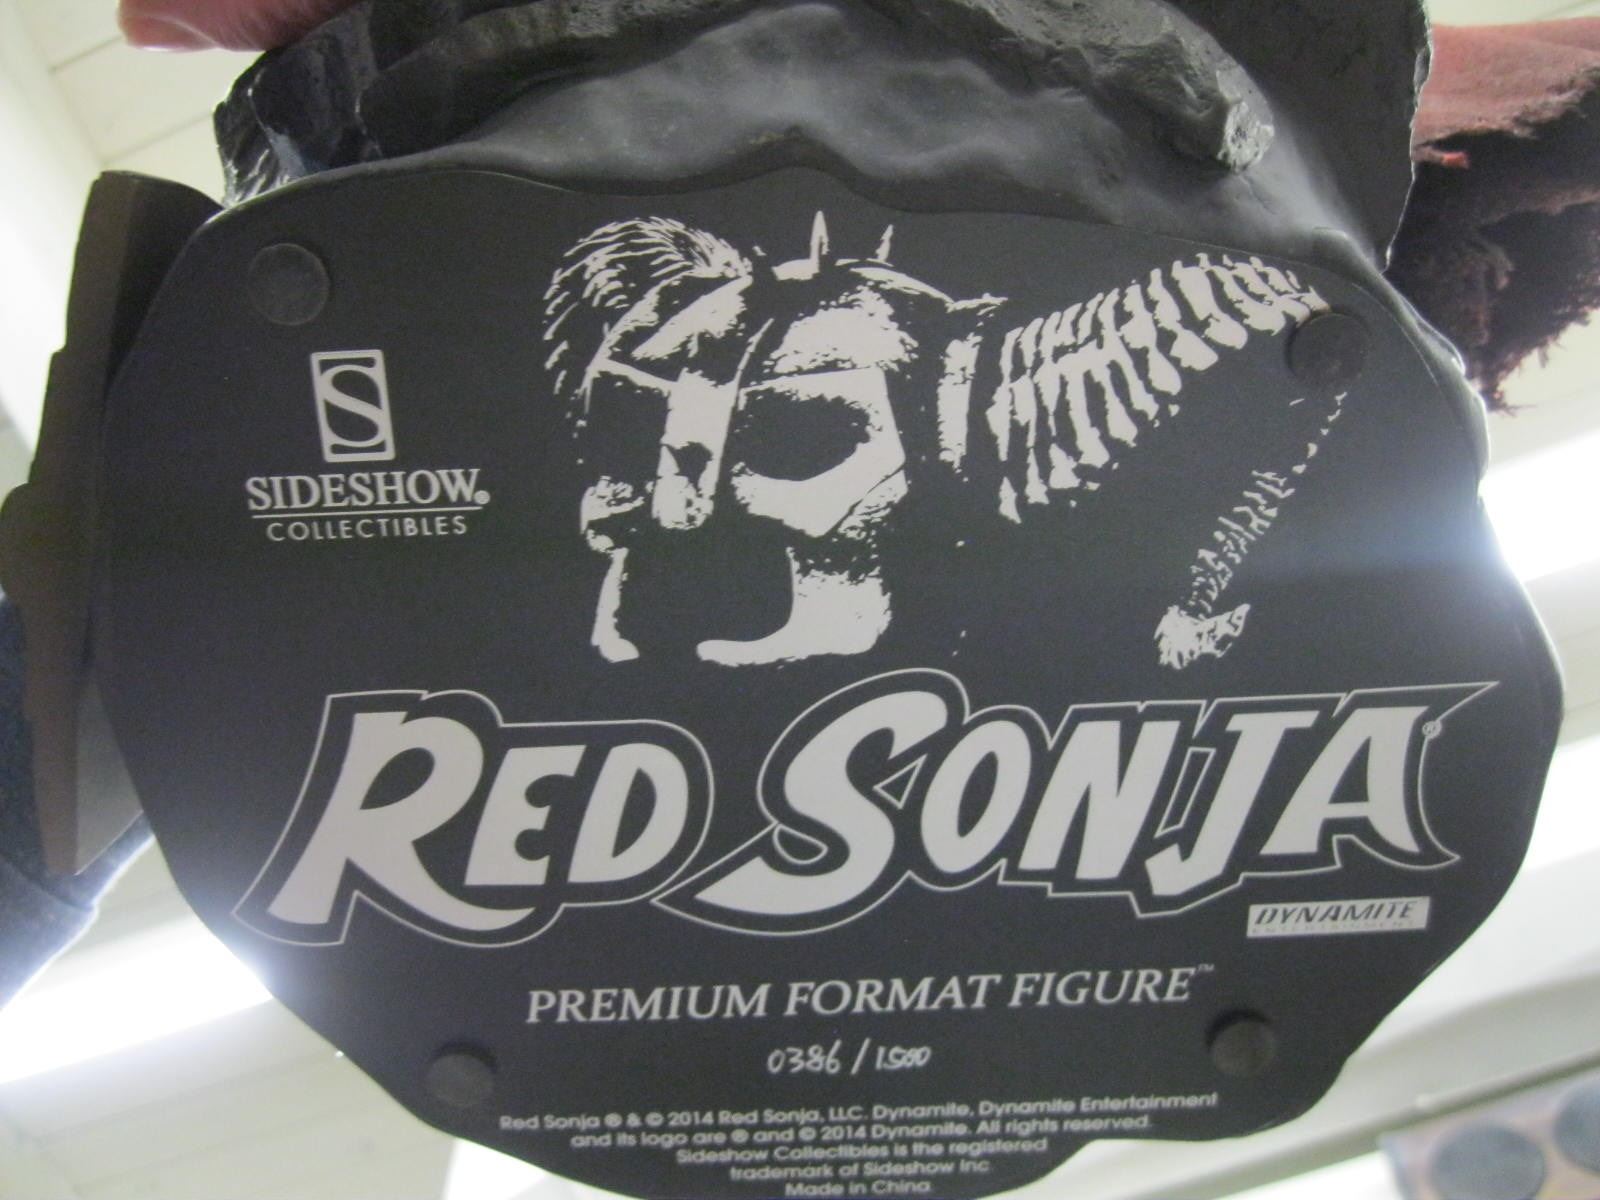 S
SIDESHOW®
COLLECTIBLES
RED SONJA®
DYNAMITE
ENTERTAINMENT
PREMIUM FORMAT FIGURE™
0386 / 1500
Red Sonja ® & © 2014 Red Sonja, LLC. Dynamite, Dynamite Entertainment
and its logo are ® and © 2014 Dynamite. All rights reserved.
Sideshow Collectibles is the registered
trademark of Sideshow Inc
Made in China